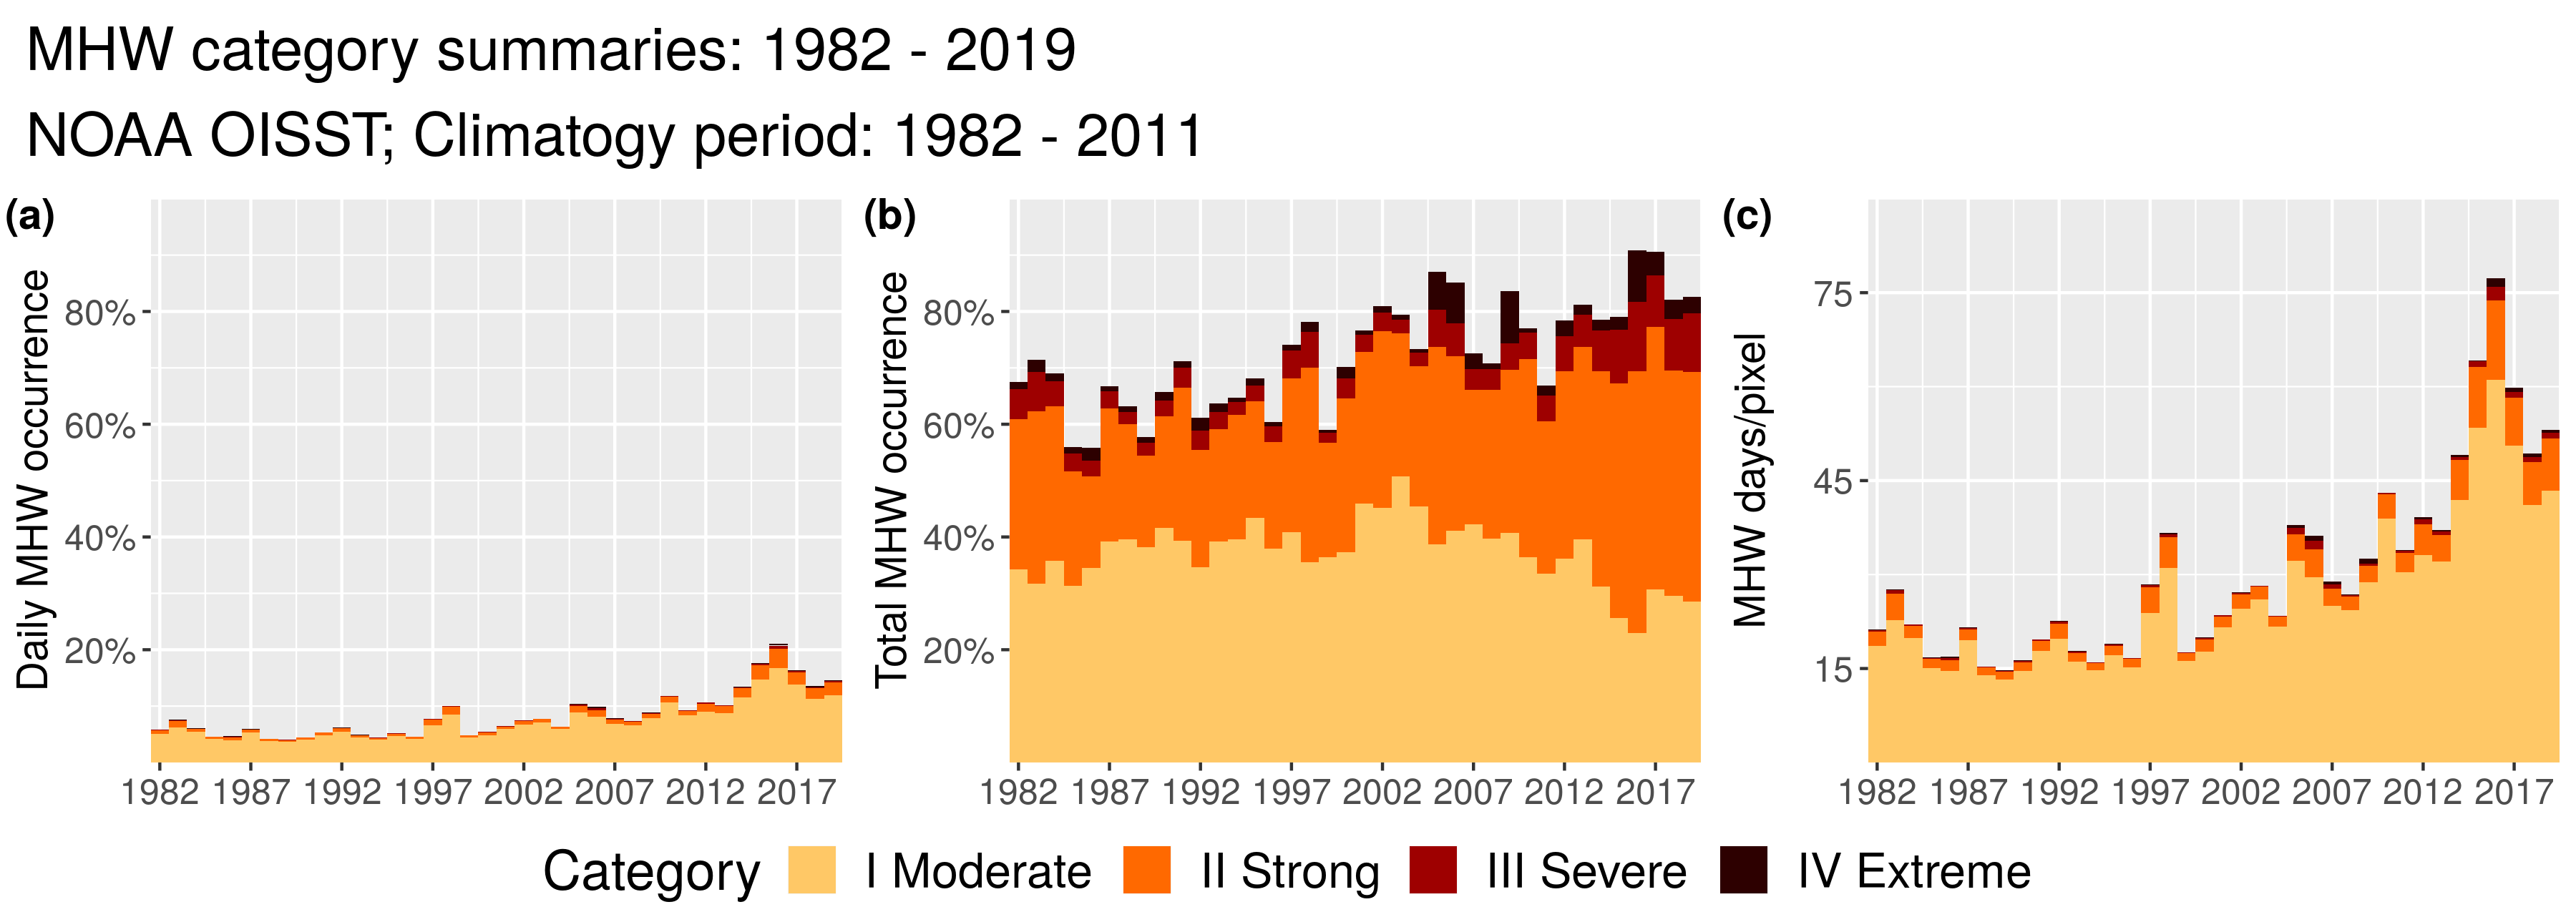 MHW category summaries: 1982 - 2019
NOAA OISST; Climatogy period: 1982 - 2011
(a)
Daily MHW occurrence
80%
60%
40%
20%
1982 1987 1992 1997 2002 2007 2012 2017
(b)
Total MHW occurrence
80%
60%
40%
20%
1982 1987 1992 1997 2002 2007 2012 2017
(c)
MHW days/pixel
75
45
15
1982 1987 1992 1997 2002 2007 2012 2017
Category I Moderate II Strong III Severe IV Extreme